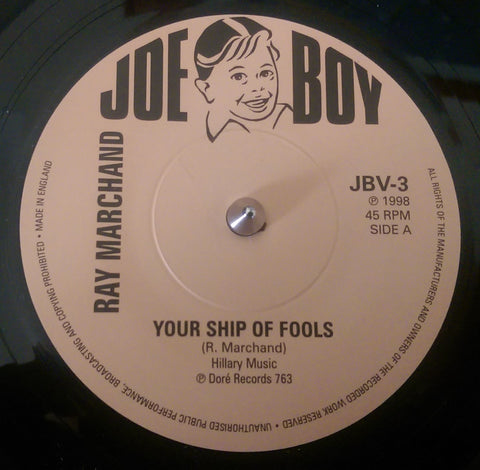 JOE BOY
RAY MARCHAND
JBV-3
℗ 1998
45 RPM
SIDE A
YOUR SHIP OF FOOLS
(R. Marchand)
Hillary Music
℗ Doré Records 763
ALL RIGHTS OF THE MANUFACTURERS AND OWNERS OF THE RECORDED WORK RESERVED • UNAUTHORISED PUBLIC PERFORMANCE, BROADCASTING AND COPYING PROHIBITED • MADE IN ENGLAND